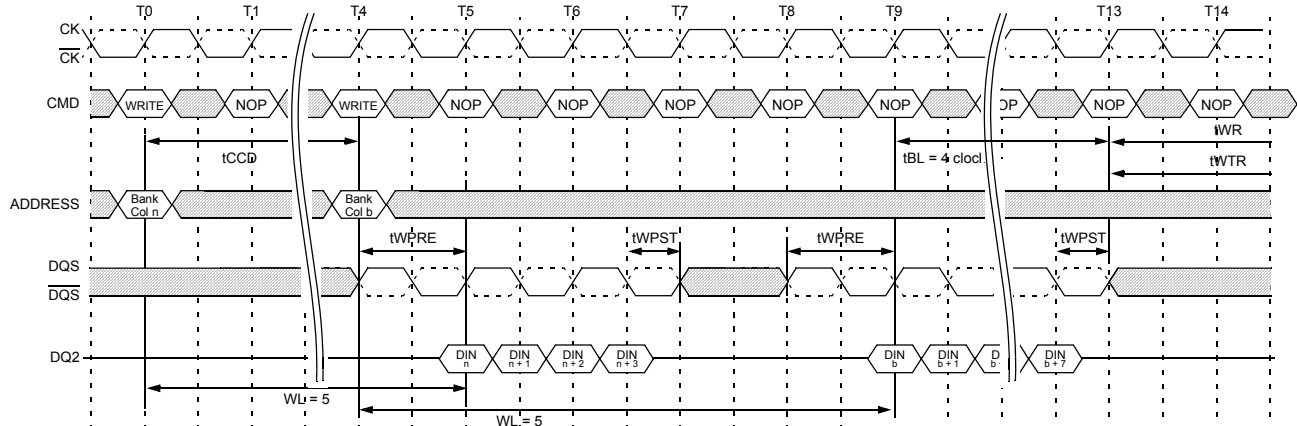 T0 T1 T4 T5 T6 T7 T8 T9 T13 T14
CK
CK
CMD WRITE NOP WRITE NOP NOP NOP NOP NOP OP NOP NOP
tCCD tBL = 4 clocl. tWR
tWTR
ADDRESS Bank Col n Bank Col b
tWPRE tWPST tWPRE tWPST
DQS
DQS
DQ2 DIN n DIN n + 1 DIN n + 2 DIN n + 3 DIN b DIN b + 1 D b DIN b + 7
WL = 5
WL = 5